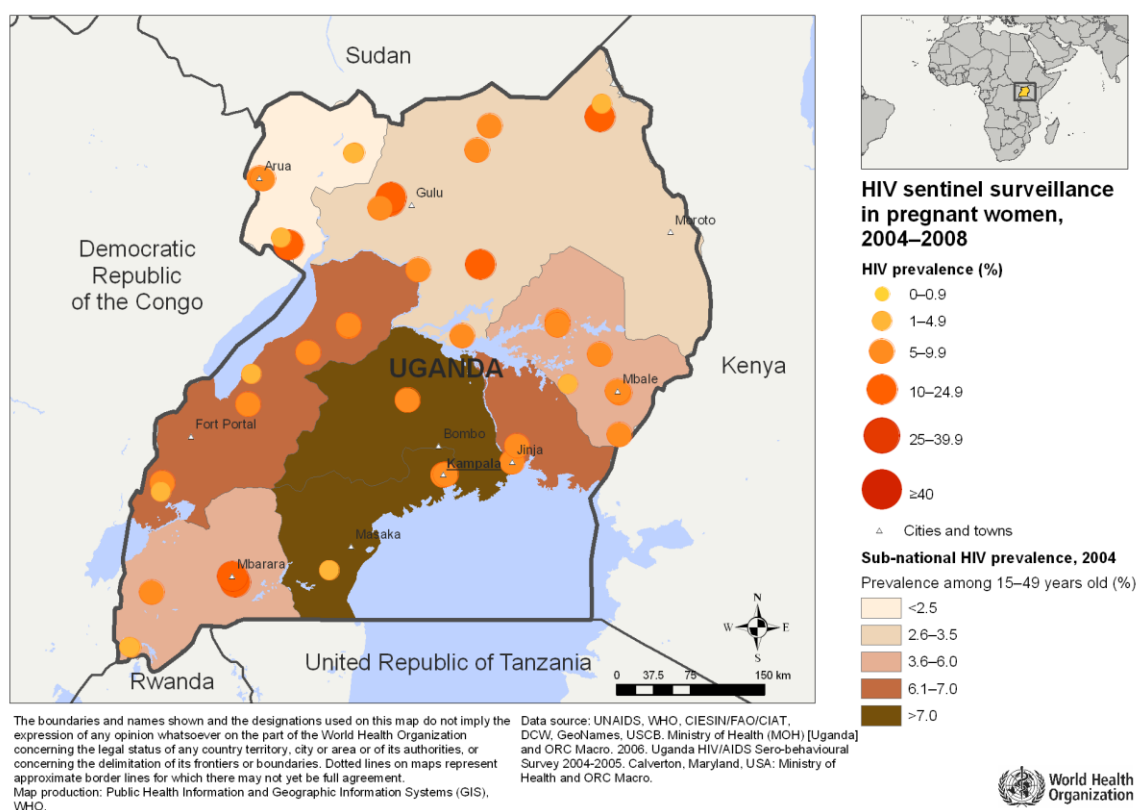 Sudan
Arua
Gulu
Moroto
Democratic
Republic
of the Congo
UGANDA
Kenya
Mbale
Fort Portal
Bombo
Jinja
Kampala
Masaka
Mbarara
N
W
E
S
United Republic of Tanzania
Rwanda
0 37.5 75 150 km
HIV sentinel surveillance
in pregnant women,
2004–2008
HIV prevalence (%)
0–0.9
1–4.9
5–9.9
10–24.9
25–39.9
≥40
Cities and towns
Sub-national HIV prevalence, 2004
Prevalence among 15–49 years old (%)
<2.5
2.6–3.5
3.6–6.0
6.1–7.0
>7.0
The boundaries and names shown and the designations used on this map do not imply the
expression of any opinion whatsoever on the part of the World Health Organization
concerning the legal status of any country territory, city or area or of its authorities, or
concerning the delimitation of its frontiers or boundaries. Dotted lines on maps represent
approximate border lines for which there may not yet be full agreement.
Map production: Public Health Information and Geographic Information Systems (GIS),
WHO.
Data source: UNAIDS, WHO, CIESIN/FAO/CIAT,
DCW, GeoNames, USCB. Ministry of Health (MOH) [Uganda]
and ORC Macro. 2006. Uganda HIV/AIDS Sero-behavioural
Survey 2004-2005. Calverton, Maryland, USA: Ministry of
Health and ORC Macro.
World Health
Organization